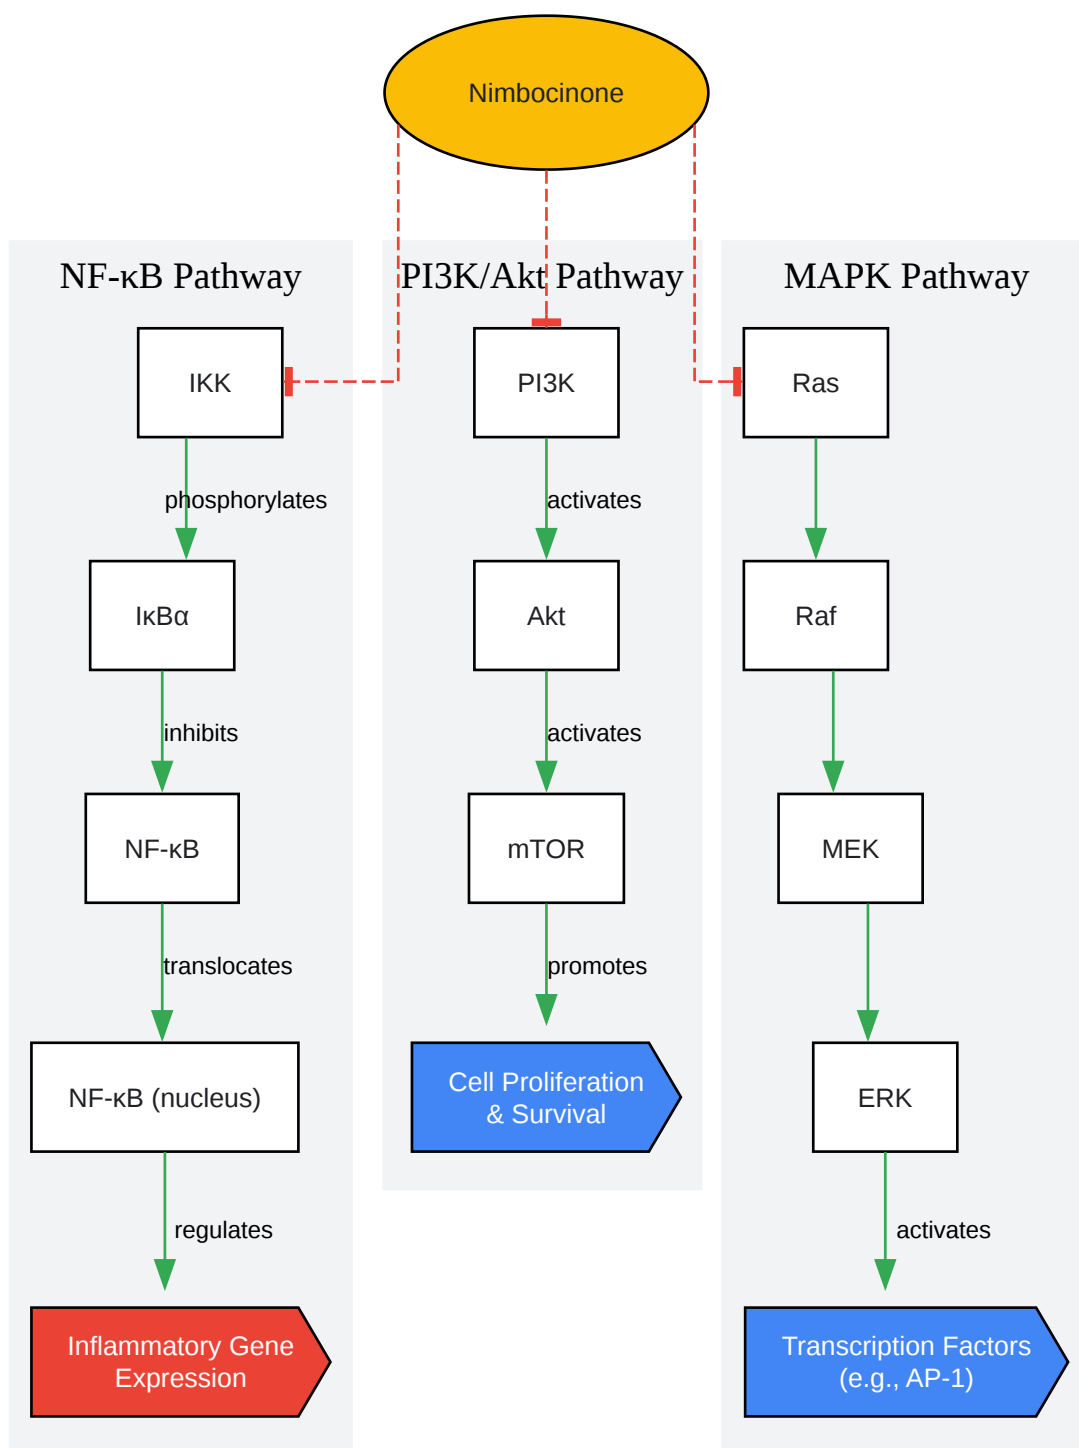 Nimbocinone
NF-κB Pathway
IKK
phosphorylates
IκBα
inhibits
NF-κB
translocates
NF-κB (nucleus)
regulates
Inflammatory Gene
Expression
PI3K/Akt Pathway
PI3K
activates
Akt
activates
mTOR
promotes
Cell Proliferation
& Survival
MAPK Pathway
Ras
Raf
MEK
ERK
activates
Transcription Factors
(e.g., AP-1)